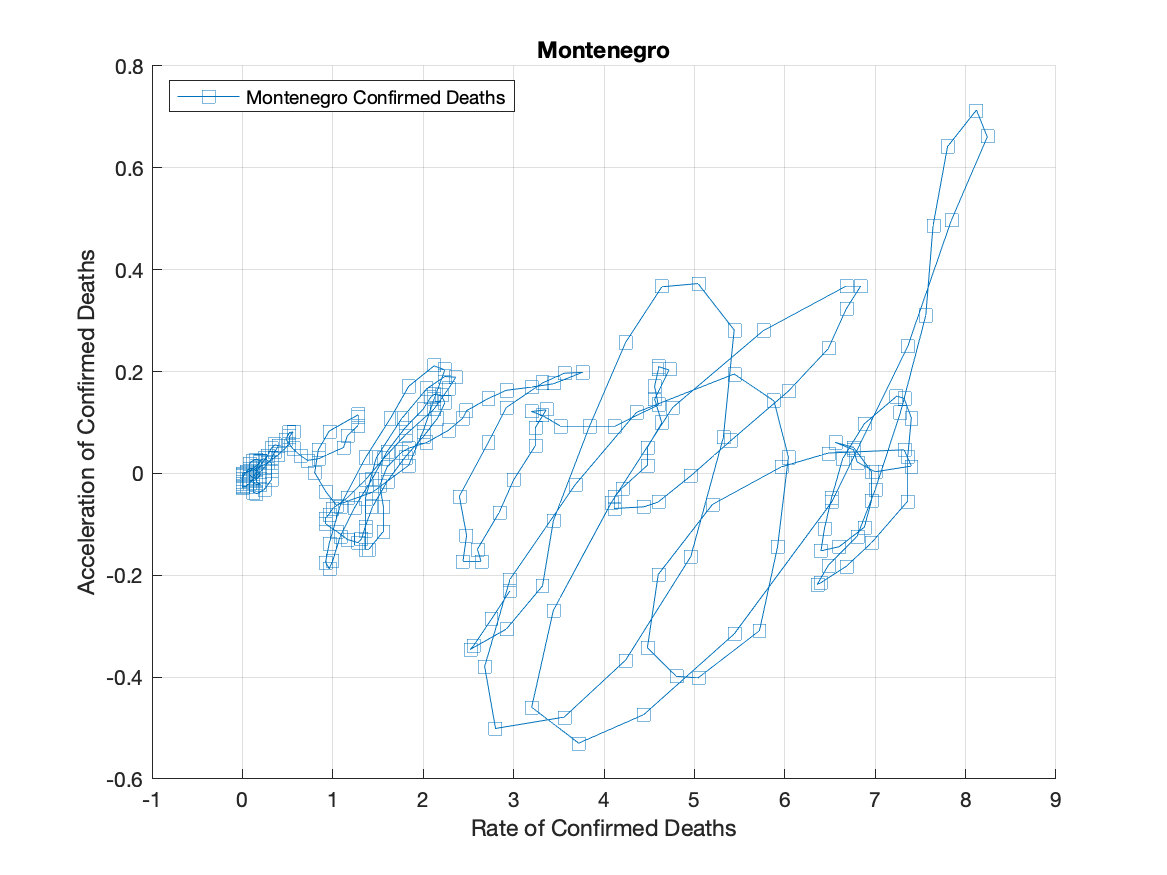 Montenegro
Montenegro Confirmed Deaths
Acceleration of Confirmed Deaths
0.8
0.6
0.4
0.2
0
-0.2
-0.4
-0.6
-1 0 1 2 3 4 5 6 7 8 9
Rate of Confirmed Deaths